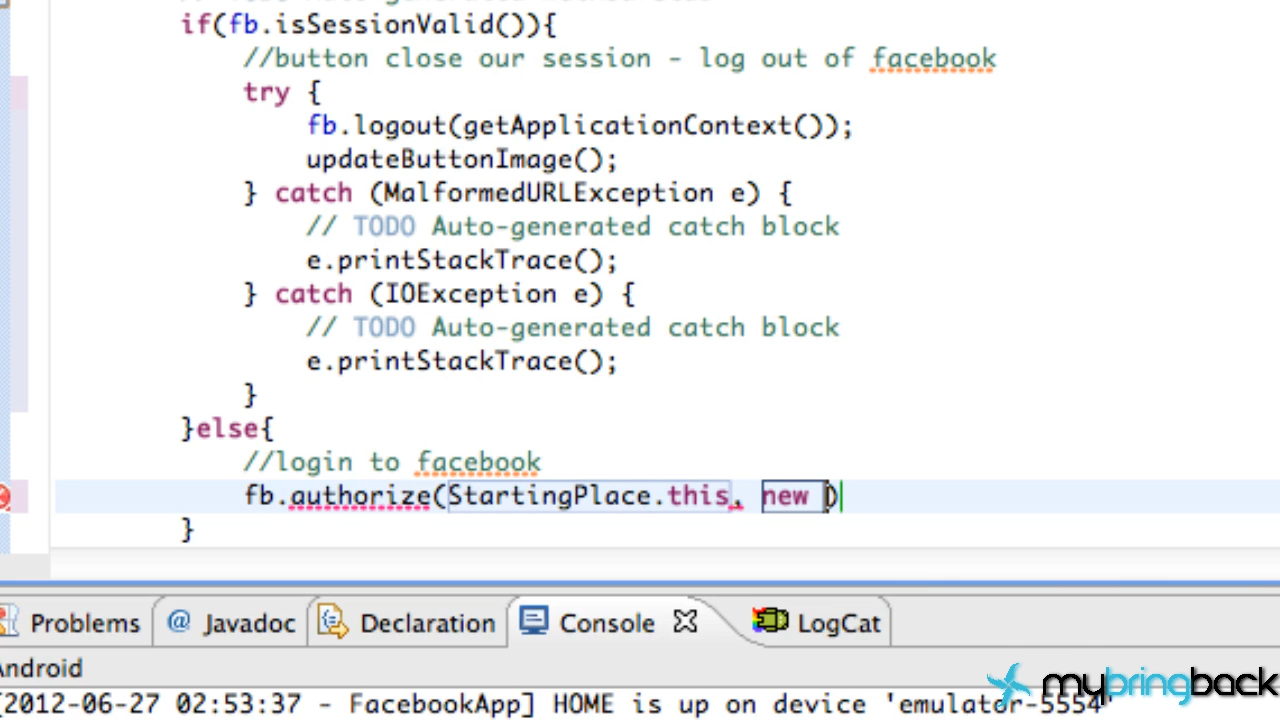 if(fb.isSessionValid()){
//button close our session - log out of facebook
try {
fb.logout(getApplicationContext());
updateButtonImage();
} catch (MalformedURLException e) {
// TODO Auto-generated catch block
e.printStackTrace();
} catch (IOException e) {
// TODO Auto-generated catch block
e.printStackTrace();
}
}else{
//login to facebook
fb.authorize(StartingPlace.this, new )
}
Problems @ Javadoc Declaration Console LogCat
Android
[2012-06-27 02:53:37 - FacebookApp] HOME is up on device 'emulator-5554'
mybringback